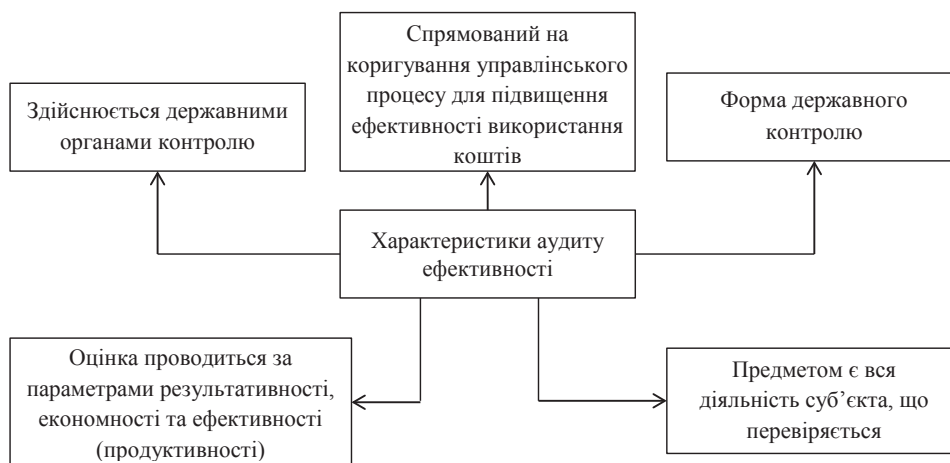 Здійснюється державними
органами контролю
Спрямований на
коригування управлінського
процесу для підвищення
ефективності використання
коштів
Форма державного
контролю
Характеристики аудиту
ефективності
Оцінка проводиться за
параметрами результативності,
економності та ефективності
(продуктивності)
Предметом є вся
діяльність суб’єкта, що
перевіряється